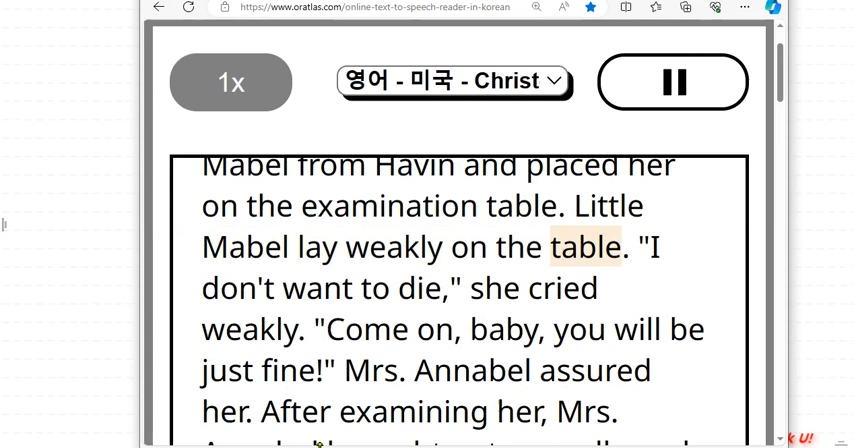 https://www.oratlas.com/online-text-to-speech-reader-in-korean
1x
영어 - 미국 - Christ
Mabel from Havin and placed her
on the examination table. Little
Mabel lay weakly on the table. "I
don't want to die," she cried
weakly. "Come on, baby, you will be
just fine!" Mrs. Annabel assured
her. After examining her, Mrs.
k U!